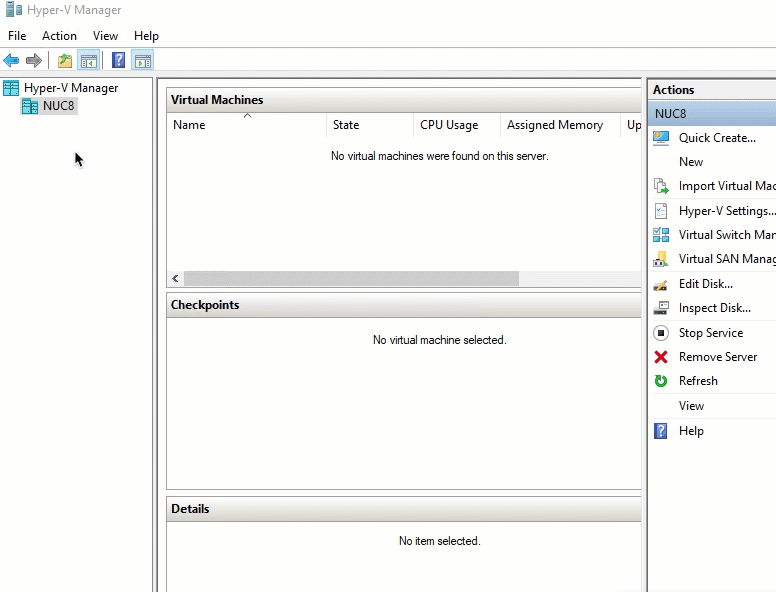 Hyper-V Manager
File Action View Help
Hyper-V Manager
NUC8
Virtual Machines
Name State CPU Usage Assigned Memory Up
No virtual machines were found on this server.
Checkpoints
No virtual machine selected.
Details
No item selected.
Actions
NUC8
Quick Create...
New
Import Virtual Mac
Hyper-V Settings...
Virtual Switch Man
Virtual SAN Manag
Edit Disk...
Inspect Disk...
Stop Service
Remove Server
Refresh
View
Help